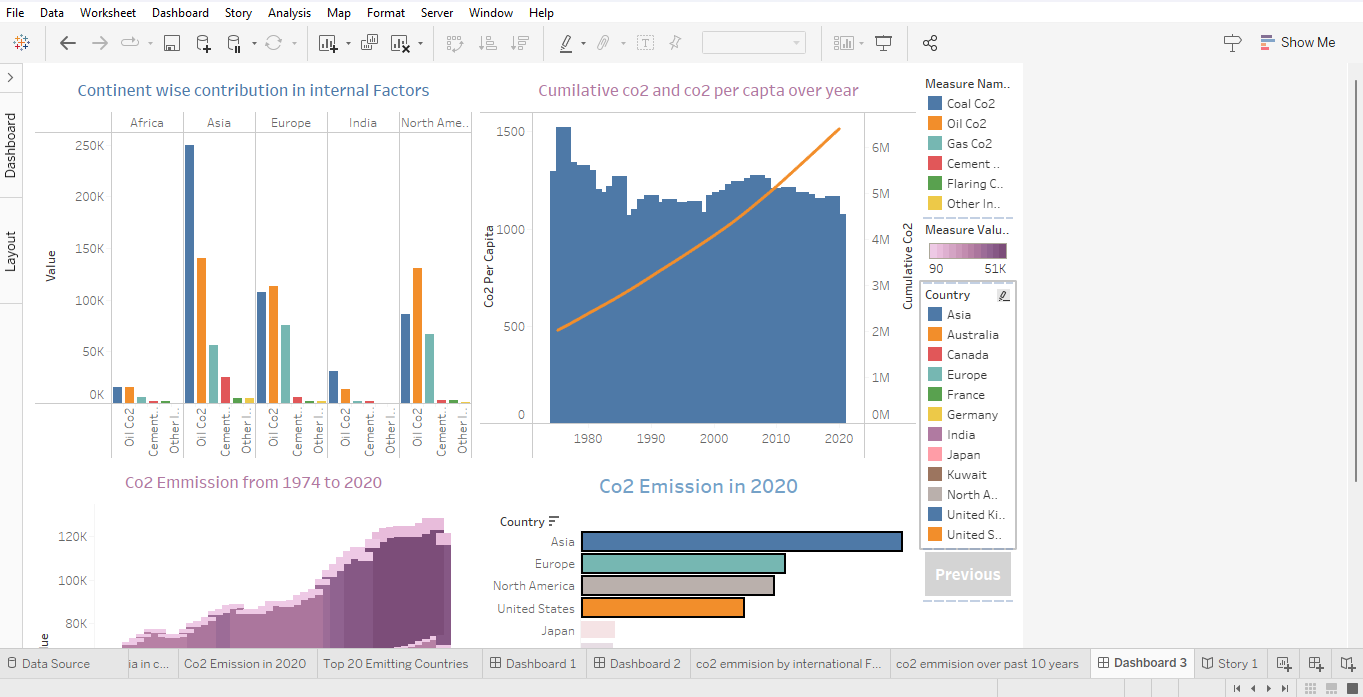 File Data Worksheet Dashboard Story Analysis Map Format Server Window Help
Show Me
Dashboard
Layout
Continent wise contribution in internal Factors
Africa Asia Europe India North Ame..
250K
200K
150K
100K
50K
0K
Value
Oil Co2 Cement.. Other I.. Oil Co2 Cement.. Other I.. Oil Co2 Cement.. Other I.. Oil Co2 Cement.. Other I.. Oil Co2 Cement.. Other I..
Cumilative co2 and co2 per capta over year
1500
1000
500
0
Co2 Per Capita
6M
5M
4M
3M
2M
1M
0M
Cumulative Co2
1980 1990 2000 2010 2020
Measure Nam..
Coal Co2
Oil Co2
Gas Co2
Cement ..
Flaring C..
Other In..
Measure Valu..
90 51K
Country
Asia
Australia
Canada
Europe
France
Germany
India
Japan
Kuwait
North A..
United Ki..
United S..
Previous
Co2 Emmission from 1974 to 2020
120K
100K
80K
ue
Co2 Emission in 2020
Country
Asia
Europe
North America
United States
Japan
Data Source ia in c... Co2 Emission in 2020 Top 20 Emitting Countries Dashboard 1 Dashboard 2 co2 emmision by international F... co2 emmision over past 10 years Dashboard 3 Story 1